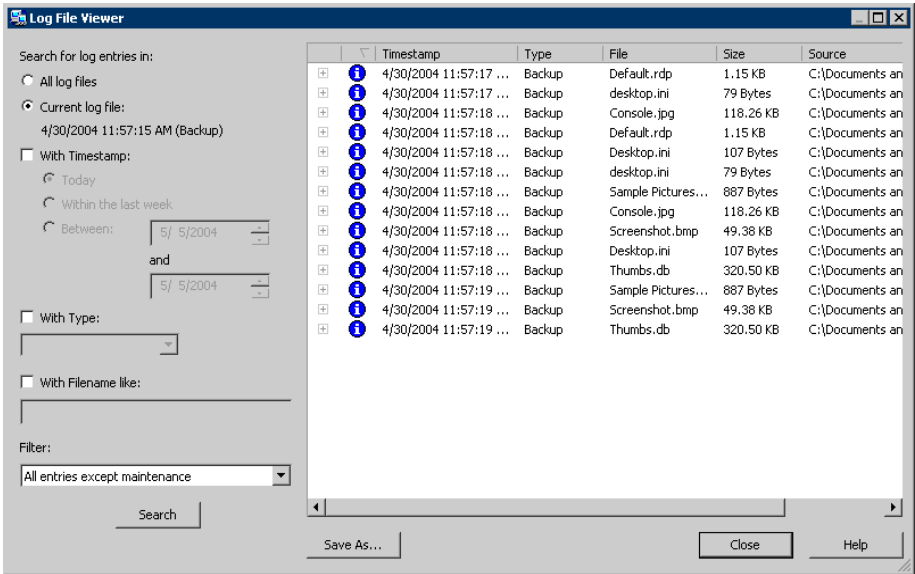 Log File Viewer
Search for log entries in:
All log files
Current log file:
4/30/2004 11:57:15 AM (Backup)
With Timestamp:
Today
Within the last week
Between:
5/ 5/2004
and
5/ 5/2004
With Type:
With Filename like:
Filter:
All entries except maintenance
Search
Timestamp Type File Size Source
4/30/2004 11:57:17 ... Backup Default.rdp 1.15 KB C:\Documents an
4/30/2004 11:57:17 ... Backup desktop.ini 79 Bytes C:\Documents an
4/30/2004 11:57:18 ... Backup Console.jpg 118.26 KB C:\Documents an
4/30/2004 11:57:18 ... Backup Default.rdp 1.15 KB C:\Documents an
4/30/2004 11:57:18 ... Backup Desktop.ini 107 Bytes C:\Documents an
4/30/2004 11:57:18 ... Backup desktop.ini 79 Bytes C:\Documents an
4/30/2004 11:57:18 ... Backup Sample Pictures... 887 Bytes C:\Documents an
4/30/2004 11:57:18 ... Backup Console.jpg 118.26 KB C:\Documents an
4/30/2004 11:57:18 ... Backup Screenshot.bmp 49.38 KB C:\Documents an
4/30/2004 11:57:18 ... Backup Desktop.ini 107 Bytes C:\Documents an
4/30/2004 11:57:18 ... Backup Thumbs.db 320.50 KB C:\Documents an
4/30/2004 11:57:19 ... Backup Sample Pictures... 887 Bytes C:\Documents an
4/30/2004 11:57:19 ... Backup Screenshot.bmp 49.38 KB C:\Documents an
4/30/2004 11:57:19 ... Backup Thumbs.db 320.50 KB C:\Documents an
Save As... Close Help